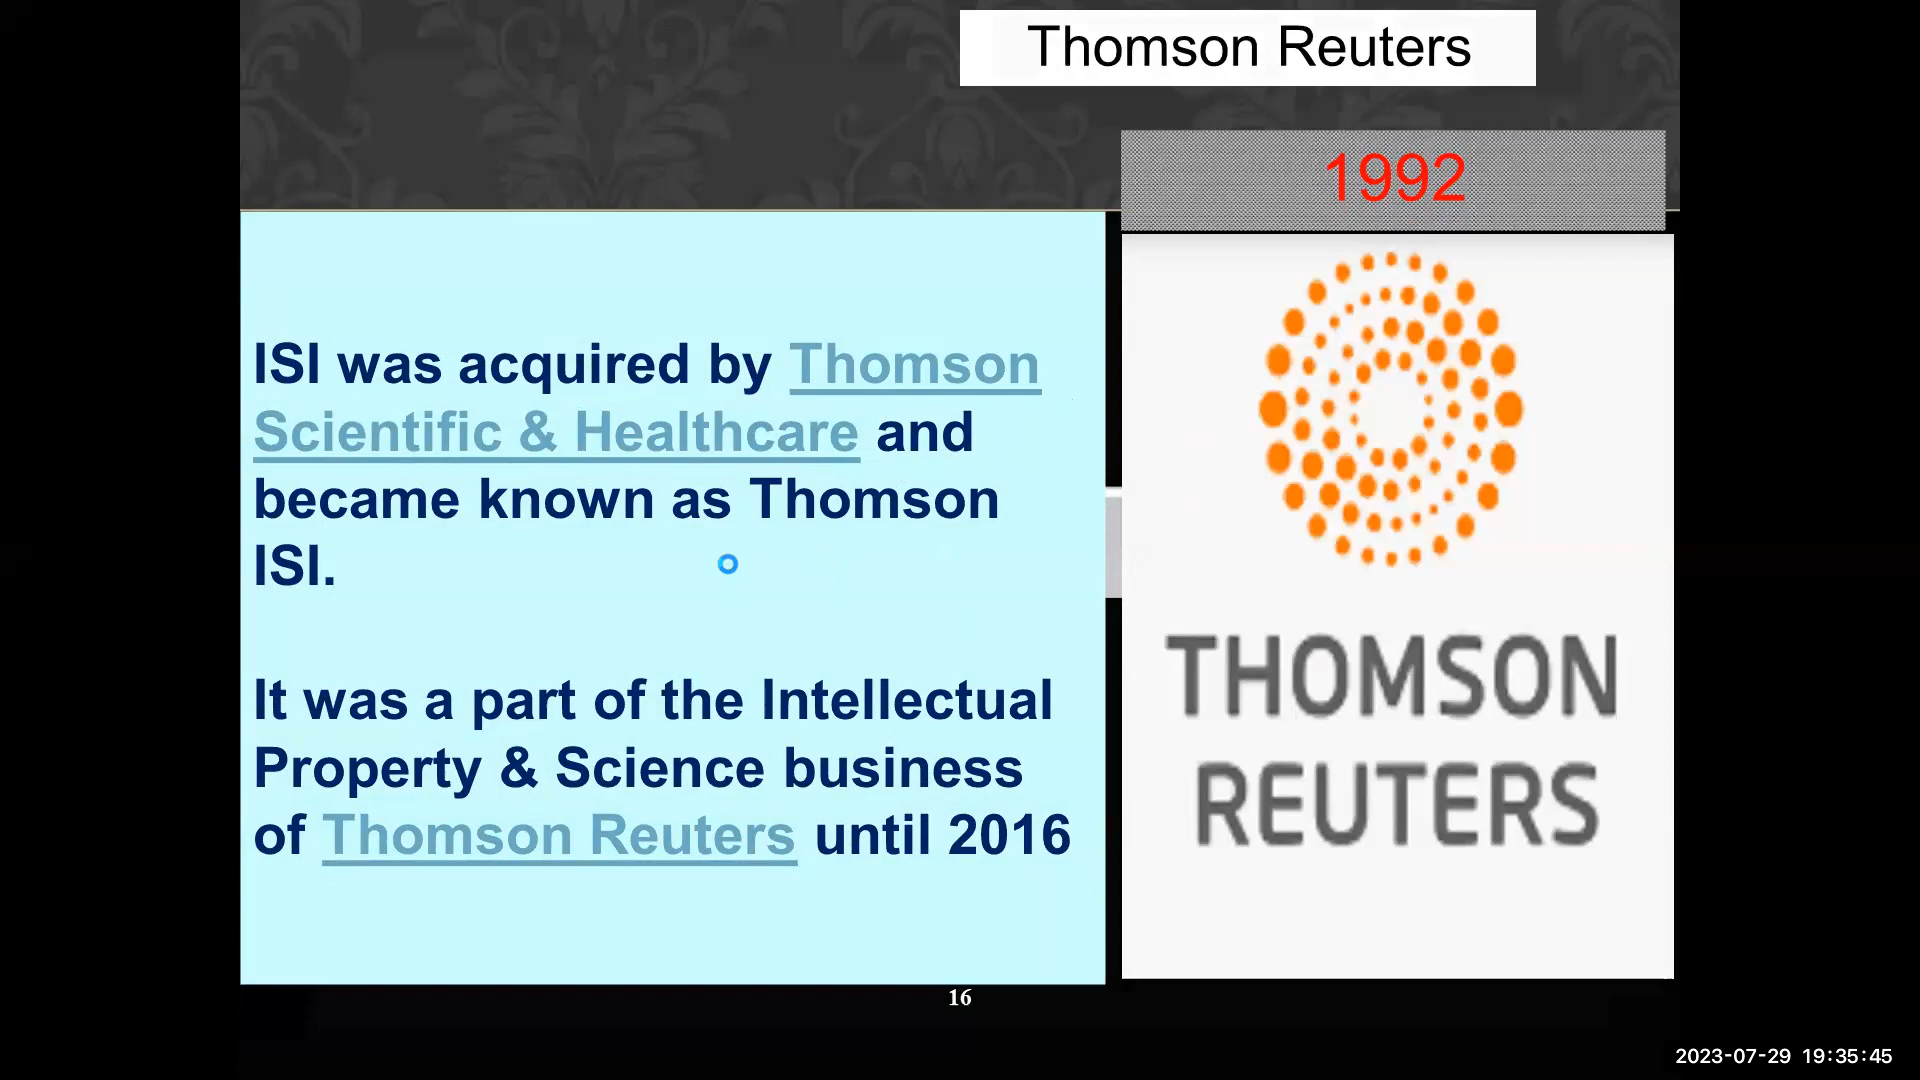 Thomson Reuters
1992
ISI was acquired by Thomson
Scientific & Healthcare and
became known as Thomson
ISI.
It was a part of the Intellectual
Property & Science business
of Thomson Reuters until 2016
THOMSON
REUTERS
16
2023-07-29 19:35:45